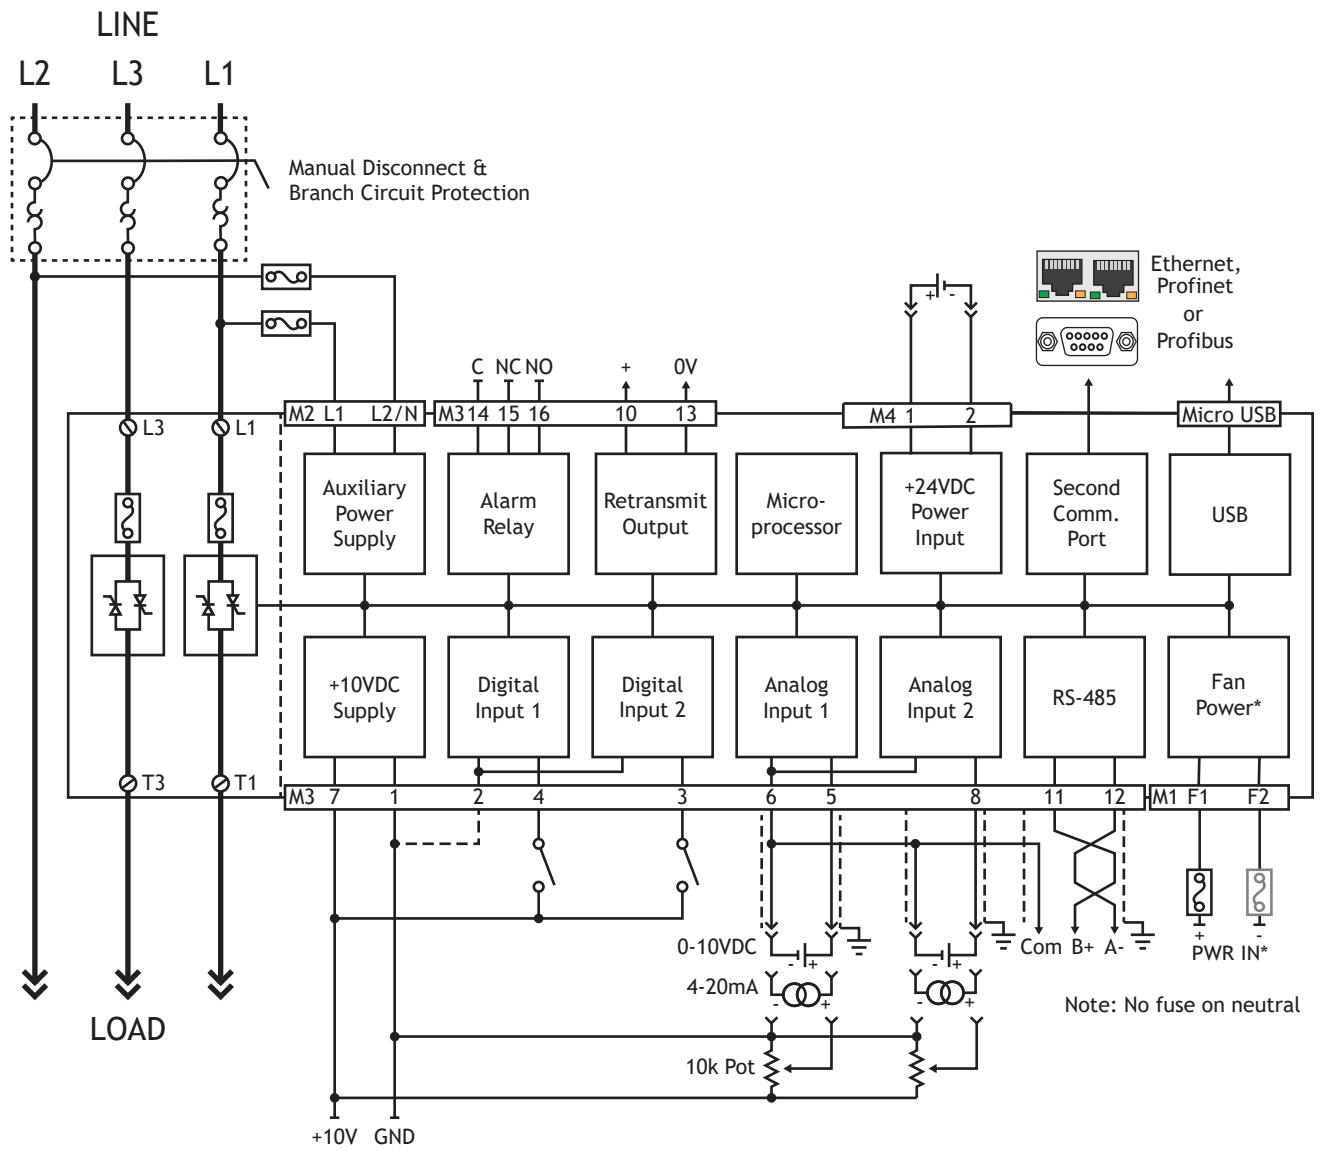 LINE
L2 L3 L1
Manual Disconnect &
Branch Circuit Protection
Ethernet,
Profinet
or
Profibus
+ -
C NC NO + 0V
M2 L1 L2/N M3 14 15 16 10 13 M4 1 2 Micro USB
L3 L1
Auxiliary
Power
Supply
Alarm
Relay
Retransmit
Output
Micro-
processor
+24VDC
Power
Input
Second
Comm.
Port
USB
+10VDC
Supply
Digital
Input 1
Digital
Input 2
Analog
Input 1
Analog
Input 2
RS-485
Fan
Power*
T3 T1
M3 7 1 2 4 3 6 5 8 11 12 M1 F1 F2
0-10VDC
- +
- +
Com B+ A-
+ -
PWR IN*
4-20mA
- +
- +
Note: No fuse on neutral
LOAD
10k Pot
+10V GND